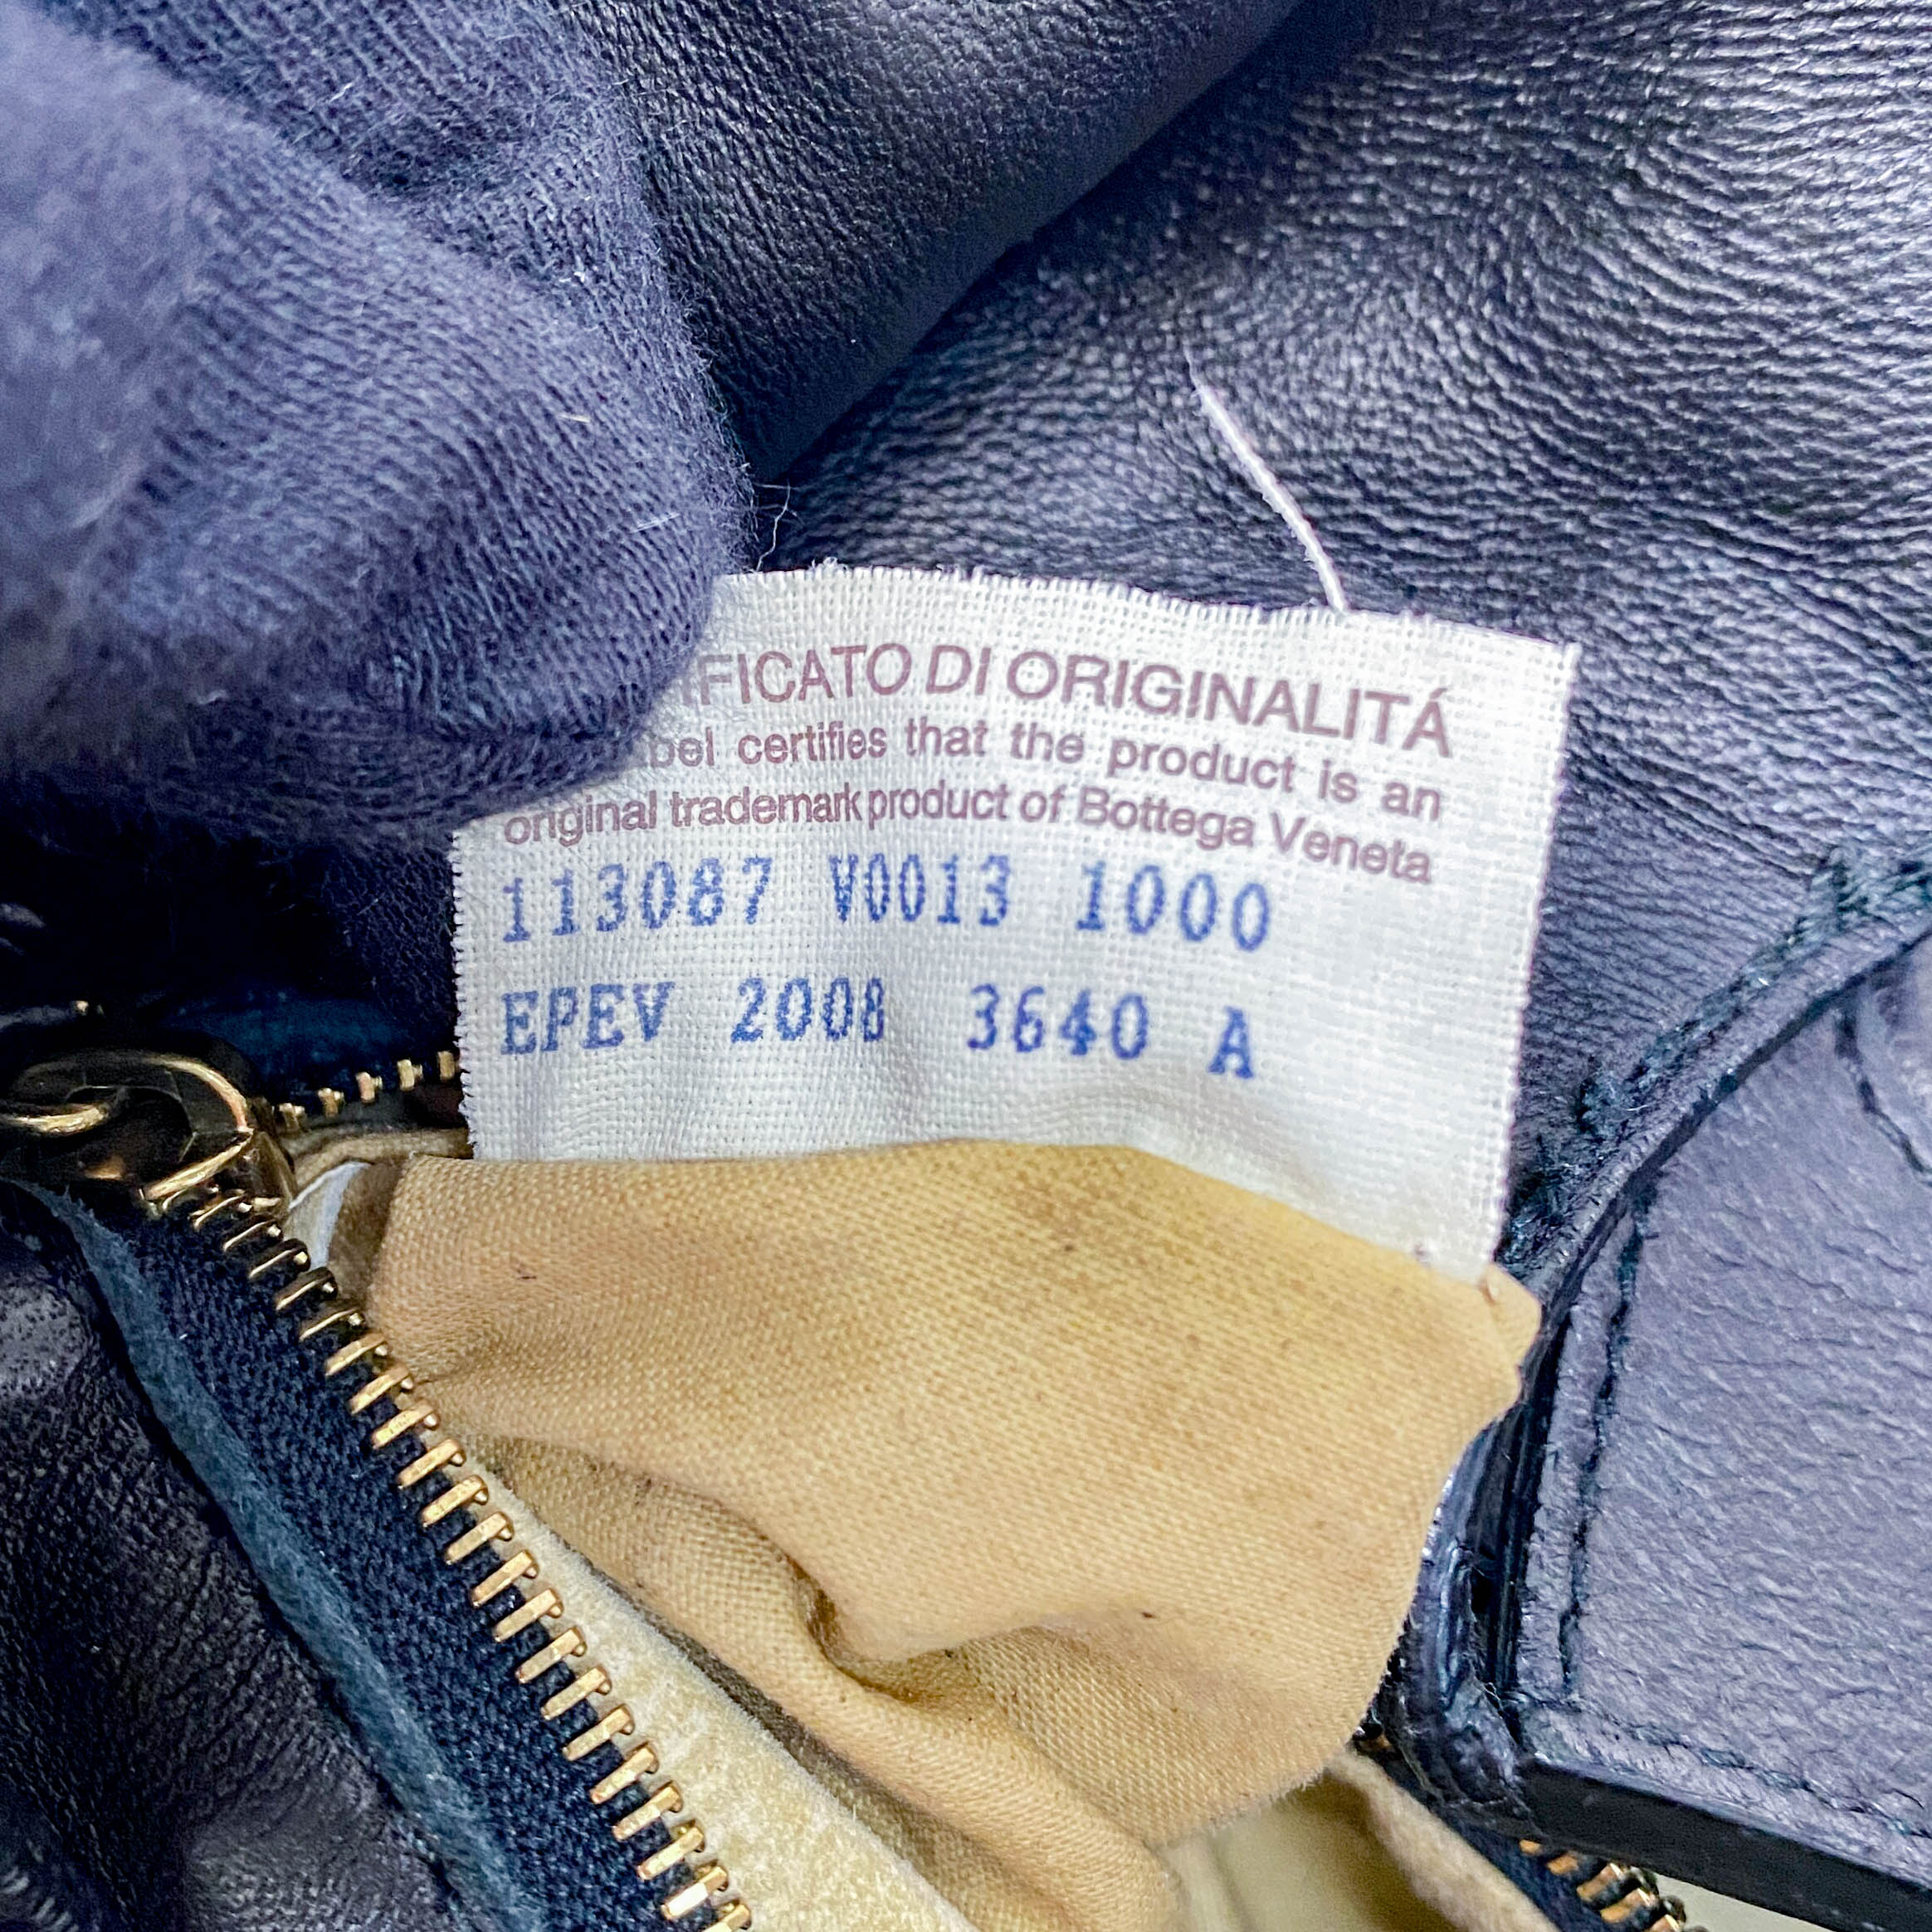 IFICATO DI ORIGINALITÁ
bel certifies that the product is an
original trademark product of Bottega Veneta
113087 V0013 1000
EPEV 2008 3640 A